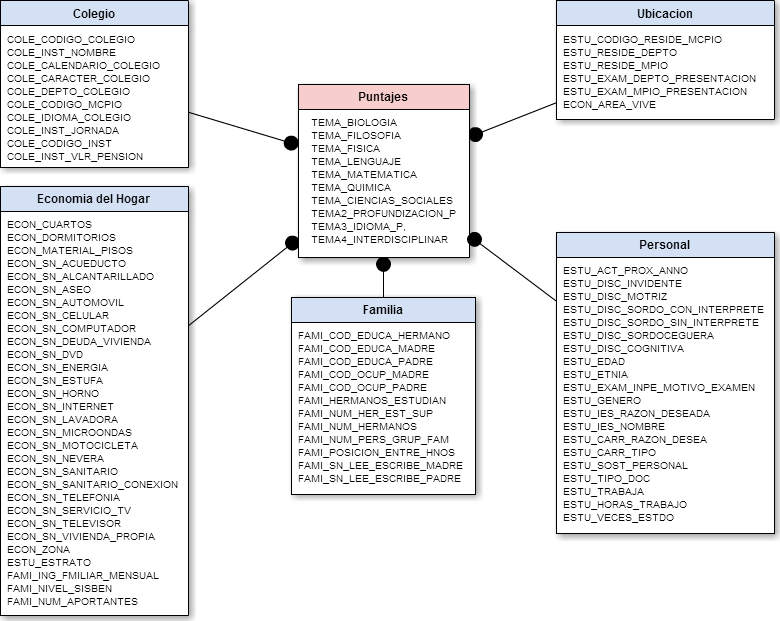 Colegio
COLE_CODIGO_COLEGIO
COLE_INST_NOMBRE
COLE_CALENDARIO_COLEGIO
COLE_CARACTER_COLEGIO
COLE_DEPTO_COLEGIO
COLE_CODIGO_MCPIO
COLE_IDIOMA_COLEGIO
COLE_INST_JORNADA
COLE_CODIGO_INST
COLE_INST_VLR_PENSION
Ubicacion
ESTU_CODIGO_RESIDE_MCPIO
ESTU_RESIDE_DEPTO
ESTU_RESIDE_MPIO
ESTU_EXAM_DEPTO_PRESENTACION
ESTU_EXAM_MPIO_PRESENTACION
ECON_AREA_VIVE
Puntajes
TEMA_BIOLOGIA
TEMA_FILOSOFIA
TEMA_FISICA
TEMA_LENGUAJE
TEMA_MATEMATICA
TEMA_QUIMICA
TEMA_CIENCIAS_SOCIALES
TEMA2_PROFUNDIZACION_P
TEMA3_IDIOMA_P,
TEMA4_INTERDISCIPLINAR
Economia del Hogar
ECON_CUARTOS
ECON_DORMITORIOS
ECON_MATERIAL_PISOS
ECON_SN_ACUEDUCTO
ECON_SN_ALCANTARILLADO
ECON_SN_ASEO
ECON_SN_AUTOMOVIL
ECON_SN_CELULAR
ECON_SN_COMPUTADOR
ECON_SN_DEUDA_VIVIENDA
ECON_SN_DVD
ECON_SN_ENERGIA
ECON_SN_ESTUFA
ECON_SN_HORNO
ECON_SN_INTERNET
ECON_SN_LAVADORA
ECON_SN_MICROONDAS
ECON_SN_MOTOCICLETA
ECON_SN_NEVERA
ECON_SN_SANITARIO
ECON_SN_SANITARIO_CONEXION
ECON_SN_TELEFONIA
ECON_SN_SERVICIO_TV
ECON_SN_TELEVISOR
ECON_SN_VIVIENDA_PROPIA
ECON_ZONA
ESTU_ESTRATO
FAMI_ING_FMILIAR_MENSUAL
FAMI_NIVEL_SISBEN
FAMI_NUM_APORTANTES
Familia
FAMI_COD_EDUCA_HERMANO
FAMI_COD_EDUCA_MADRE
FAMI_COD_EDUCA_PADRE
FAMI_COD_OCUP_MADRE
FAMI_COD_OCUP_PADRE
FAMI_HERMANOS_ESTUDIAN
FAMI_NUM_HER_EST_SUP
FAMI_NUM_HERMANOS
FAMI_NUM_PERS_GRUP_FAM
FAMI_POSICION_ENTRE_HNOS
FAMI_SN_LEE_ESCRIBE_MADRE
FAMI_SN_LEE_ESCRIBE_PADRE
Personal
ESTU_ACT_PROX_ANNO
ESTU_DISC_INVIDENTE
ESTU_DISC_MOTRIZ
ESTU_DISC_SORDO_CON_INTERPRETE
ESTU_DISC_SORDO_SIN_INTERPRETE
ESTU_DISC_SORDOCEGUERA
ESTU_DISC_COGNITIVA
ESTU_EDAD
ESTU_ETNIA
ESTU_EXAM_INPE_MOTIVO_EXAMEN
ESTU_GENERO
ESTU_IES_RAZON_DESEADA
ESTU_IES_NOMBRE
ESTU_CARR_RAZON_DESEA
ESTU_CARR_TIPO
ESTU_SOST_PERSONAL
ESTU_TIPO_DOC
ESTU_TRABAJA
ESTU_HORAS_TRABAJO
ESTU_VECES_ESTDO